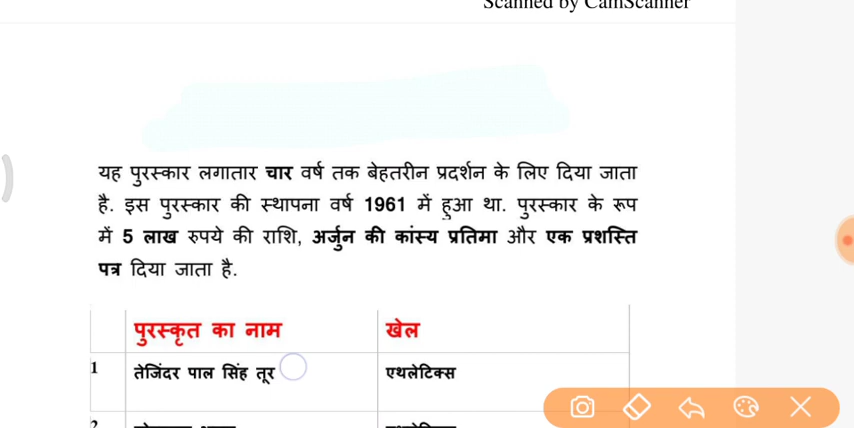 Scanned by CamScanner
यह पुरस्कार लगातार चार वर्ष तक बेहतरीन प्रदर्शन के लिए दिया जाता
है. इस पुरस्कार की स्थापना वर्ष 1961 में हुआ था. पुरस्कार के रूप
में 5 लाख रुपये की राशि, अर्जुन की कांस्य प्रतिमा और एक प्रशस्ति
पत्र दिया जाता है.
पुरस्कृत का नाम खेल
1 तेजिंदर पाल सिंह तूर एथलेटिक्स
2